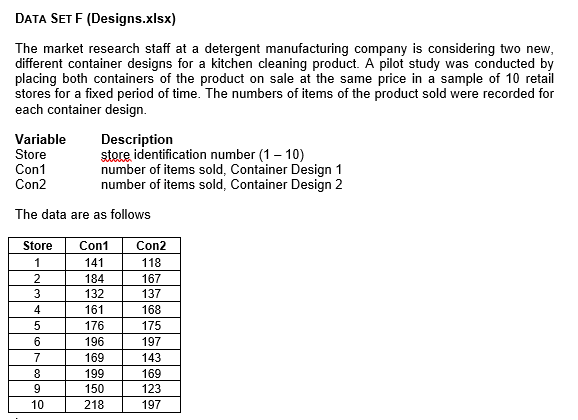 DATA SET F (Designs.xlsx)
The market research staff at a detergent manufacturing company is considering two new,
different container designs for a kitchen cleaning product. A pilot study was conducted by
placing both containers of the product on sale at the same price in a sample of 10 retail
stores for a fixed period of time. The numbers of items of the product sold were recorded for
each container design.
Variable Description
Store store identification number (1 – 10)
Con1 number of items sold, Container Design 1
Con2 number of items sold, Container Design 2
The data are as follows
Store Con1 Con2
1 141 118
2 184 167
3 132 137
4 161 168
5 176 175
6 196 197
7 169 143
8 199 169
9 150 123
10 218 197